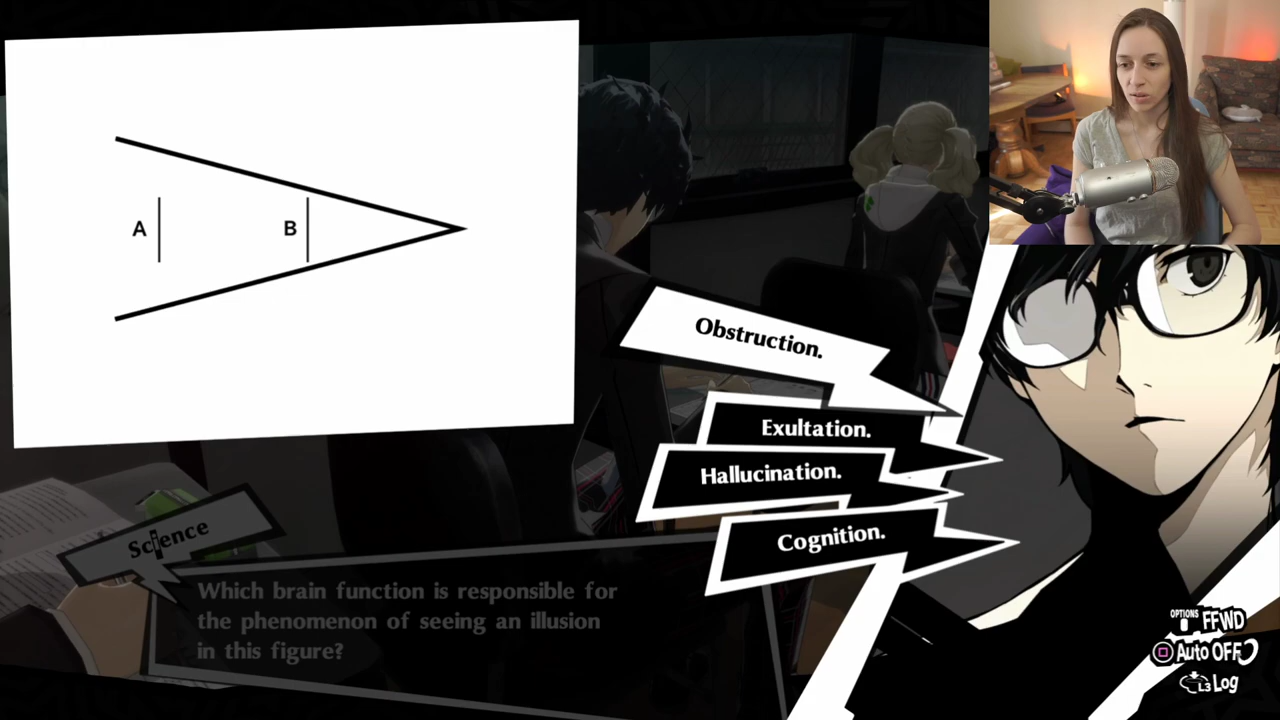 A
B
Obstruction.
Exultation.
Hallucination.
Cognition.
Science
Which brain function is responsible for
the phenomenon of seeing an illusion
in this figure?
OPTIONS FFWD
Auto OFF
L3 Log